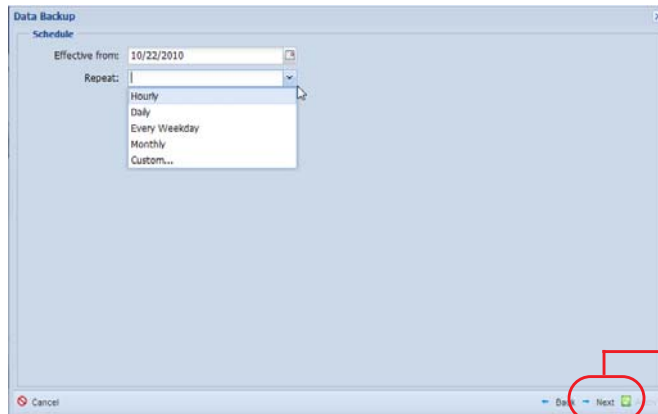 Data Backup
Schedule
Effective from: 10/22/2010
Repeat:
Hourly
Daily
Every Weekday
Monthly
Custom...
Cancel
Back Next